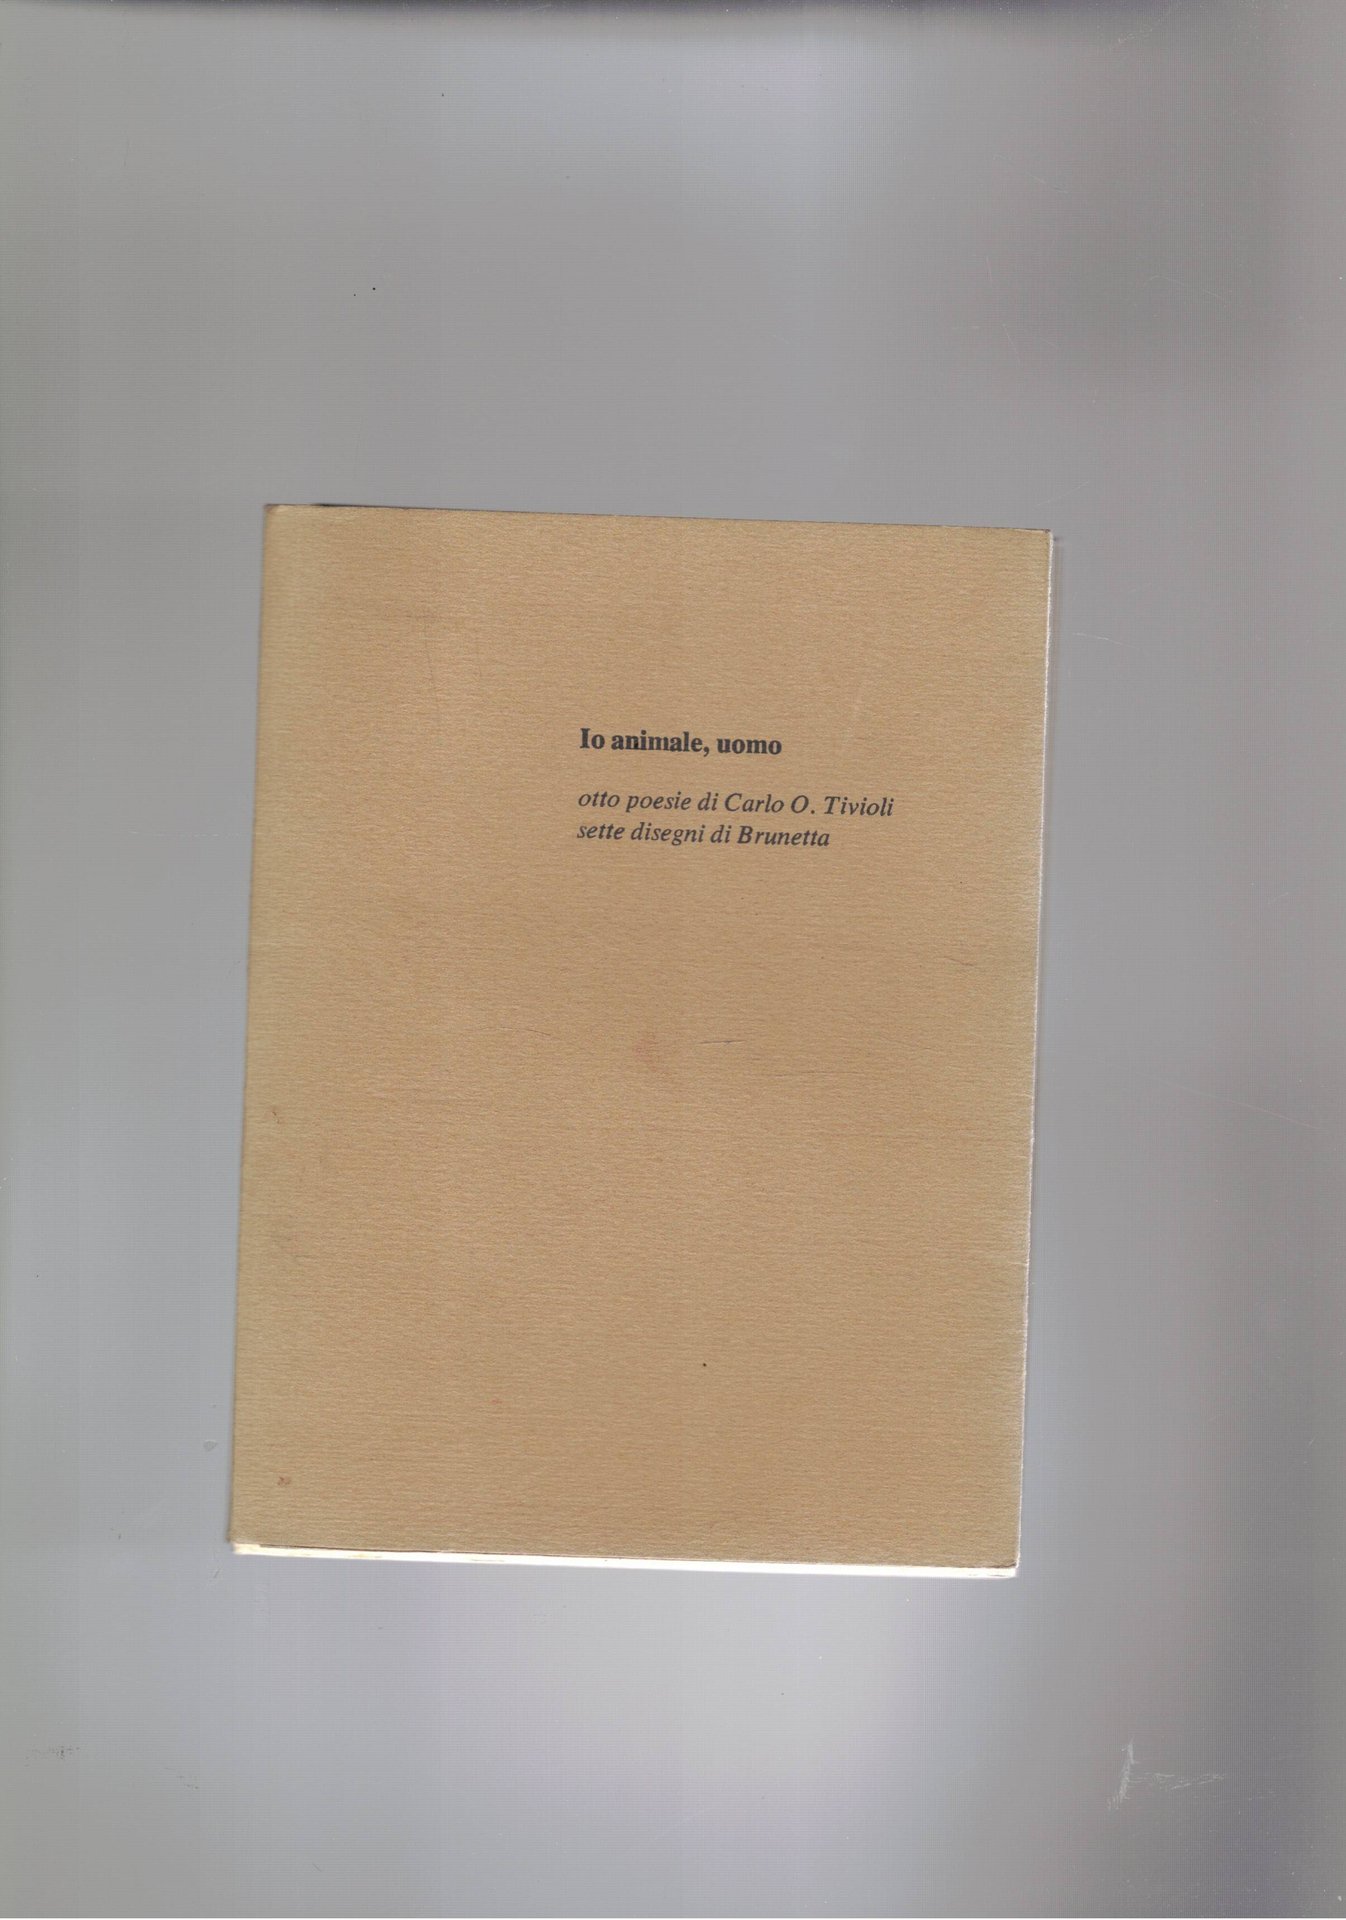 Io animale, uomo
otto poesie di Carlo O. Tivioli
sette disegni di Brunetta